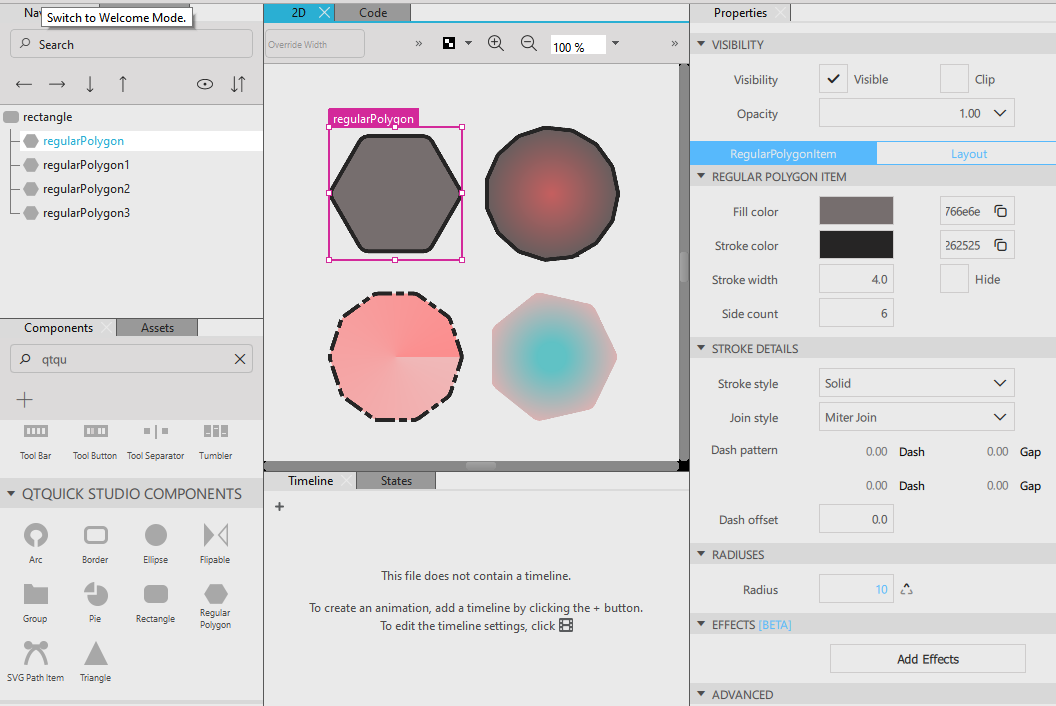 Nav
Switch to Welcome Mode.
Search
rectangle
regularPolygon
regularPolygon1
regularPolygon2
regularPolygon3
Components
Assets
qtqu
Tool Bar
Tool Button
Tool Separator
Tumbler
QTQUICK STUDIO COMPONENTS
Arc
Border
Ellipse
Flipable
Group
Pie
Rectangle
Regular
Polygon
SVG Path Item
Triangle
2D
Code
Override Width
»
100 %
»
regularPolygon
Timeline
States
+
This file does not contain a timeline.
To create an animation, add a timeline by clicking the + button.
To edit the timeline settings, click
Properties
VISIBILITY
Visibility
Visible
Clip
Opacity
1.00
RegularPolygonItem
Layout
REGULAR POLYGON ITEM
Fill color
766e6e
Stroke color
262525
Stroke width
4.0
Hide
Side count
6
STROKE DETAILS
Stroke style
Solid
Join style
Miter Join
Dash pattern
0.00 Dash 0.00 Gap
0.00 Dash 0.00 Gap
Dash offset
0.0
RADIUSES
Radius
10
EFFECTS [BETA]
Add Effects
ADVANCED